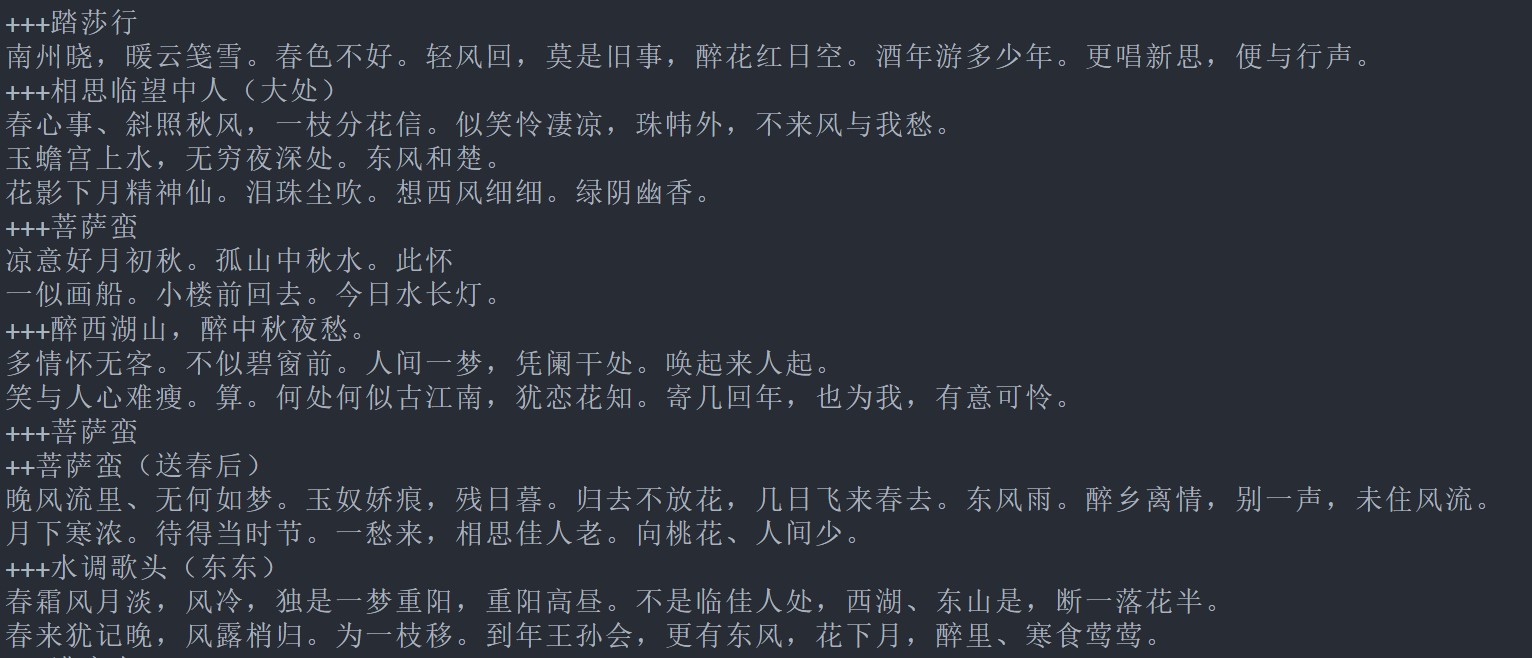 +++踏莎行
南州晓，暖云笺雪。春色不好。轻风回，莫是旧事，醉花红日空。酒年游多少年。更唱新思，便与行声。
+++相思临望中人（大处）
春心事、斜照秋风，一枝分花信。似笑怜凄凉，珠帏外，不来风与我愁。
玉蟾宫上水，无穷夜深处。东风和楚。
花影下月精神仙。泪珠尘吹。想西风细细。绿阴幽香。
+++菩萨蛮
凉意好月初秋。孤山中秋水。此怀
一似画船。小楼前回去。今日水长灯。
+++醉西湖山，醉中秋夜愁。
多情怀无客。不似碧窗前。人间一梦，凭阑干处。唤起来人起。
笑与人心难瘦。算。何处何似古江南，犹恋花知。寄几回年，也为我，有意可怜。
+++菩萨蛮
++菩萨蛮（送春后）
晚风流里、无何如梦。玉奴娇痕，残日暮。归去不放花，几日飞来春去。东风雨。醉乡离情，别一声，未住风流。
月下寒浓。待得当时节。一愁来，相思佳人老。向桃花、人间少。
+++水调歌头（东东）
春霜风月淡，风冷，独是一梦重阳，重阳高昼。不是临佳人处，西湖、东山是，断一落花半。
春来犹记晚，风露梢归。为一枝移。到年王孙会，更有东风，花下月，醉里、寒食莺莺。